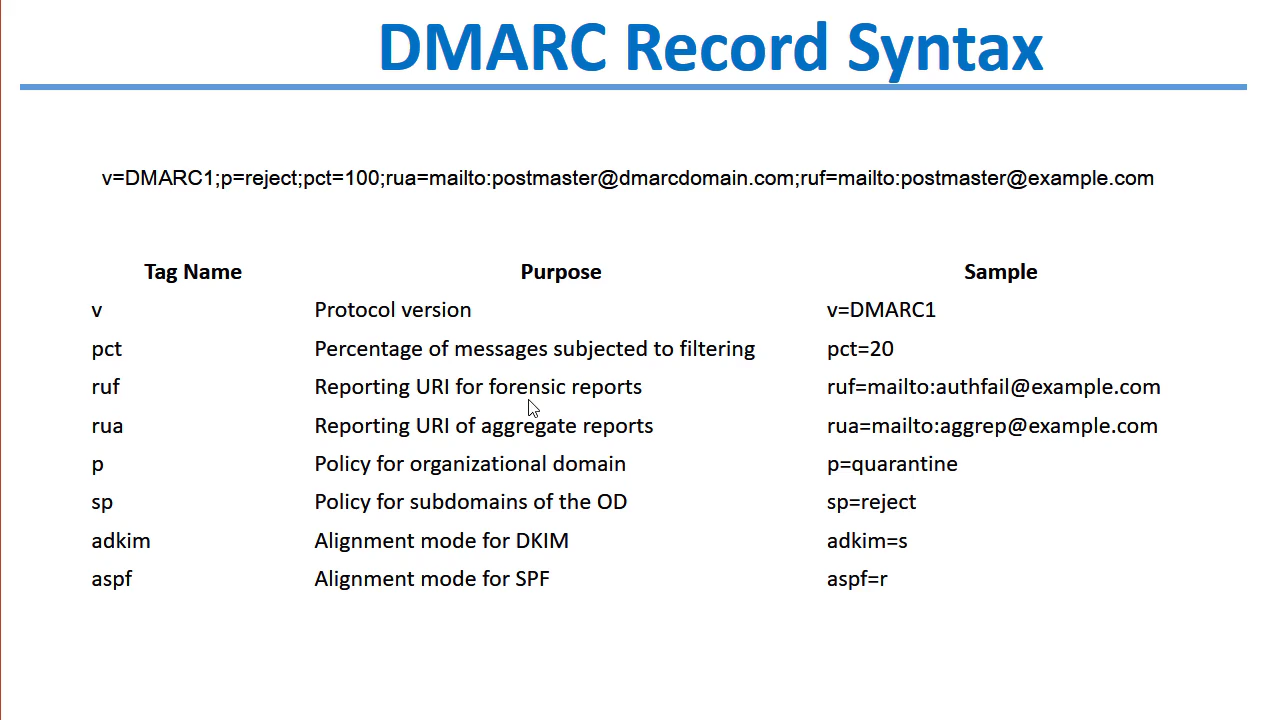 DMARC Record Syntax
v=DMARC1;p=reject;pct=100;rua=mailto:postmaster@dmarcdomain.com;ruf=mailto:postmaster@example.com
Tag Name Purpose Sample
v Protocol version v=DMARC1
pct Percentage of messages subjected to filtering pct=20
ruf Reporting URI for forensic reports ruf=mailto:authfail@example.com
rua Reporting URI of aggregate reports rua=mailto:aggrep@example.com
p Policy for organizational domain p=quarantine
sp Policy for subdomains of the OD sp=reject
adkim Alignment mode for DKIM adkim=s
aspf Alignment mode for SPF aspf=r